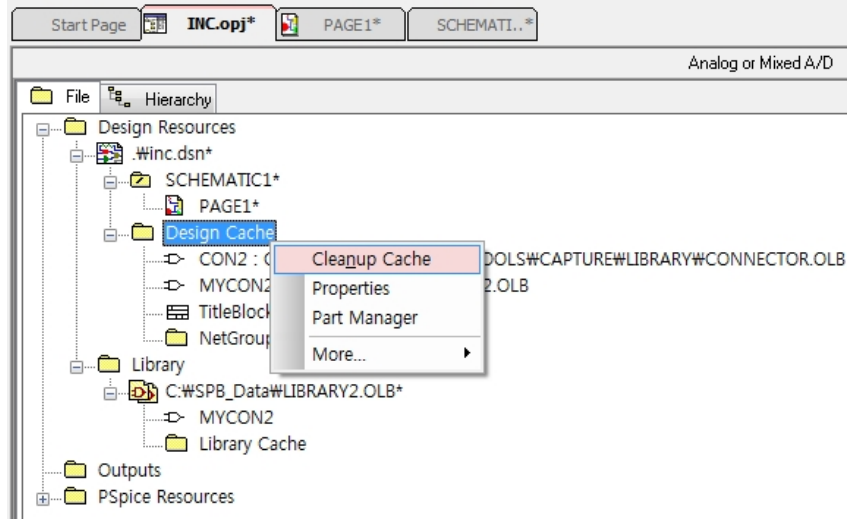 Start Page INC.opj* PAGE1* SCHEMATI..*
Analog or Mixed A/D
File Hierarchy
Design Resources
.₩inc.dsn*
SCHEMATIC1*
PAGE1*
Design Cache
CON2 : OOLS₩CAPTURE₩LIBRARY₩CONNECTOR.OLB
MYCON2 2.OLB
TitleBlock
NetGroup
Cleanup Cache
Properties
Part Manager
More...
Library
C:₩SPB_Data₩LIBRARY2.OLB*
MYCON2
Library Cache
Outputs
PSpice Resources